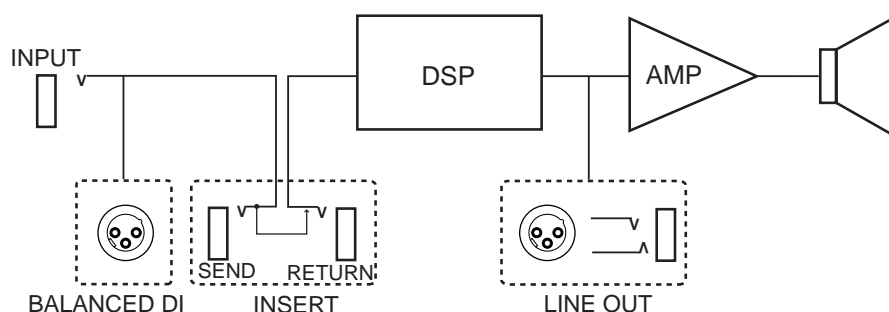 INPUT
DSP
AMP
SEND
RETURN
BALANCED DI
INSERT
LINE OUT